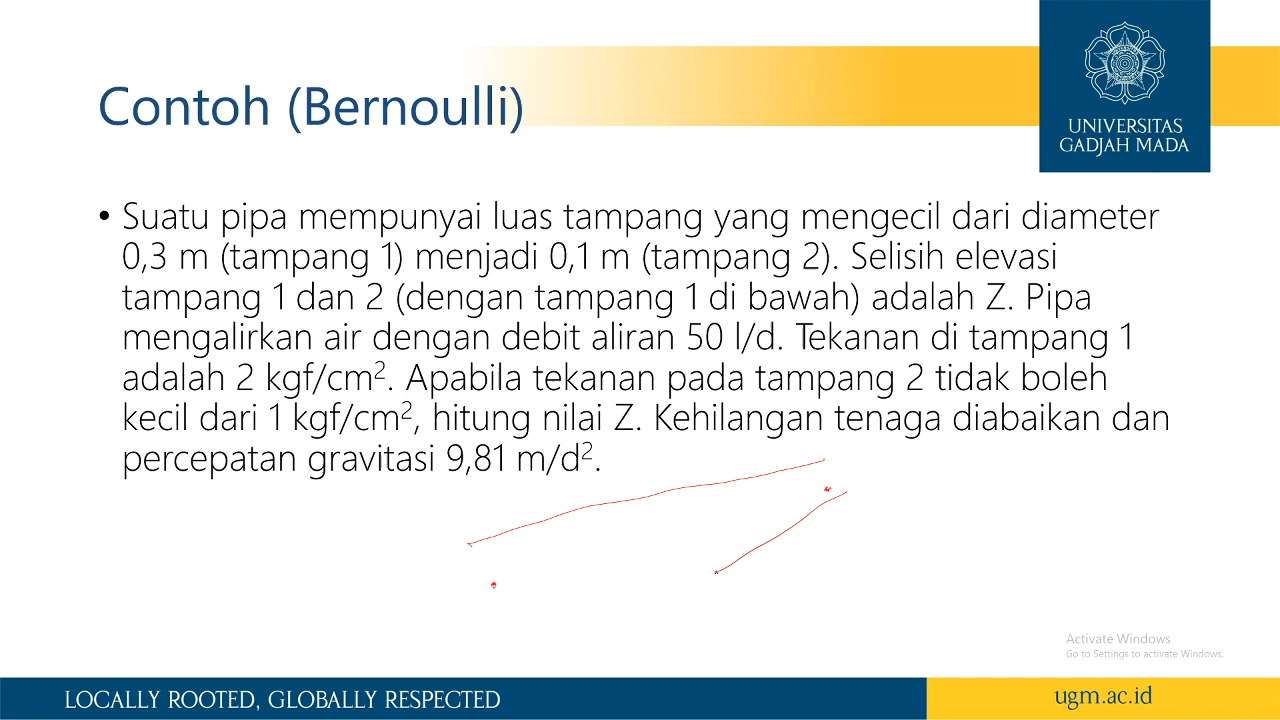 UNIVERSITAS
GADJAH MADA
Contoh (Bernoulli)
• Suatu pipa mempunyai luas tampang yang mengecil dari diameter
0,3 m (tampang 1) menjadi 0,1 m (tampang 2). Selisih elevasi
tampang 1 dan 2 (dengan tampang 1 di bawah) adalah Z. Pipa
mengalirkan air dengan debit aliran 50 l/d. Tekanan di tampang 1
adalah 2 kgf/cm². Apabila tekanan pada tampang 2 tidak boleh
kecil dari 1 kgf/cm², hitung nilai Z. Kehilangan tenaga diabaikan dan
percepatan gravitasi 9,81 m/d².
Activate Windows
Go to Settings to activate Windows.
LOCALLY ROOTED, GLOBALLY RESPECTED
ugm.ac.id